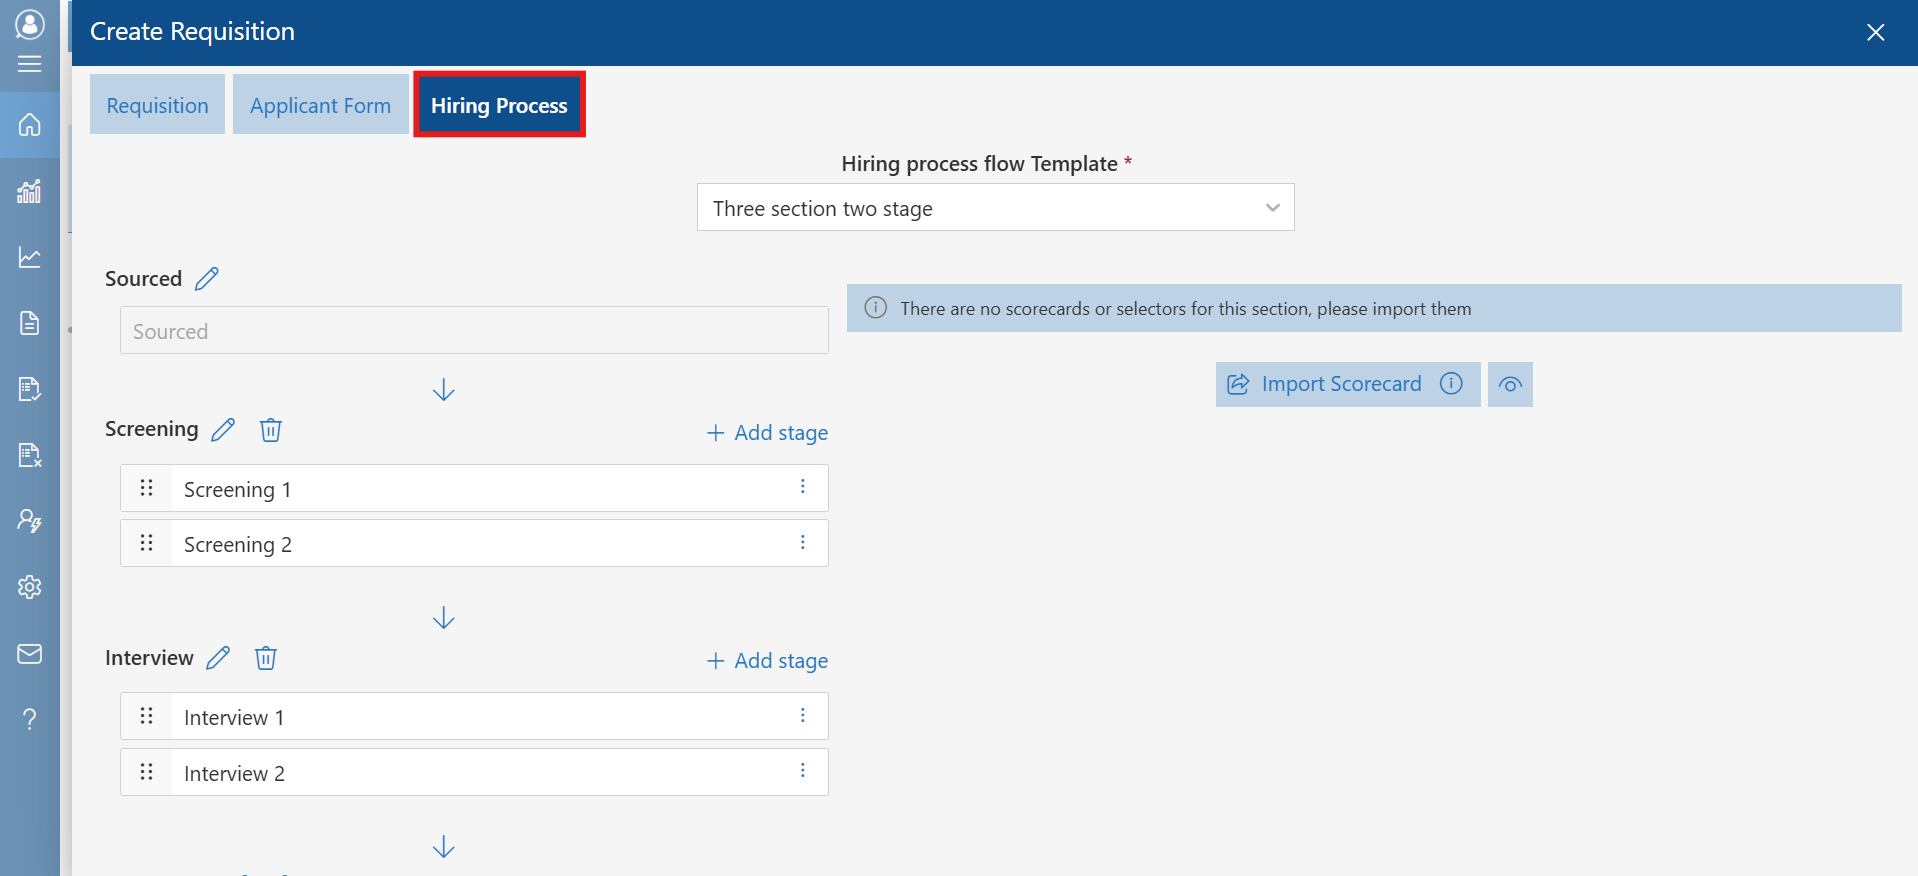 Create Requisition
Requisition
Applicant Form
Hiring Process
Hiring process flow Template *
Three section two stage
Sourced
Sourced
There are no scorecards or selectors for this section, please import them
Import Scorecard
Screening
+ Add stage
Screening 1
Screening 2
Interview
+ Add stage
Interview 1
Interview 2